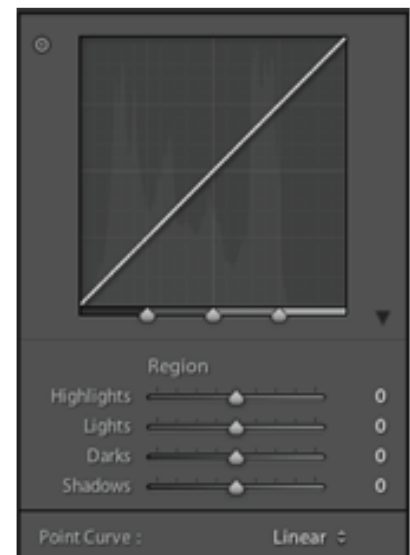 Region
Highlights 0
Lights 0
Darks 0
Shadows 0
Point Curve : Linear